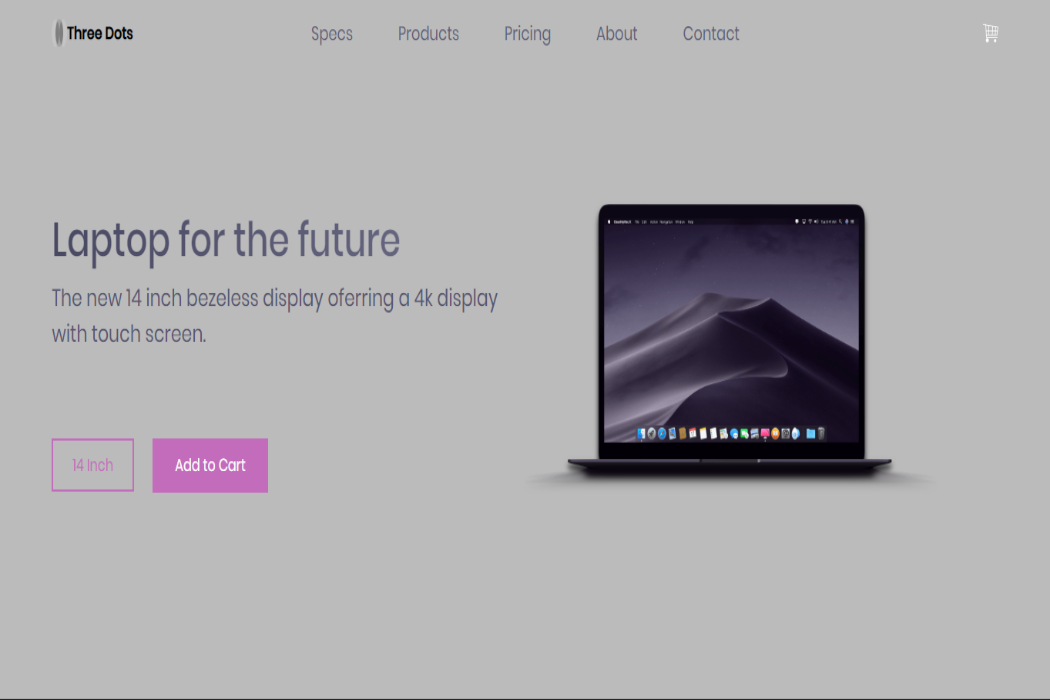 Three Dots
Specs
Products
Pricing
About
Contact
Laptop for the future
The new 14 inch bezeless display oferring a 4k display
with touch screen.
14 Inch
Add to Cart